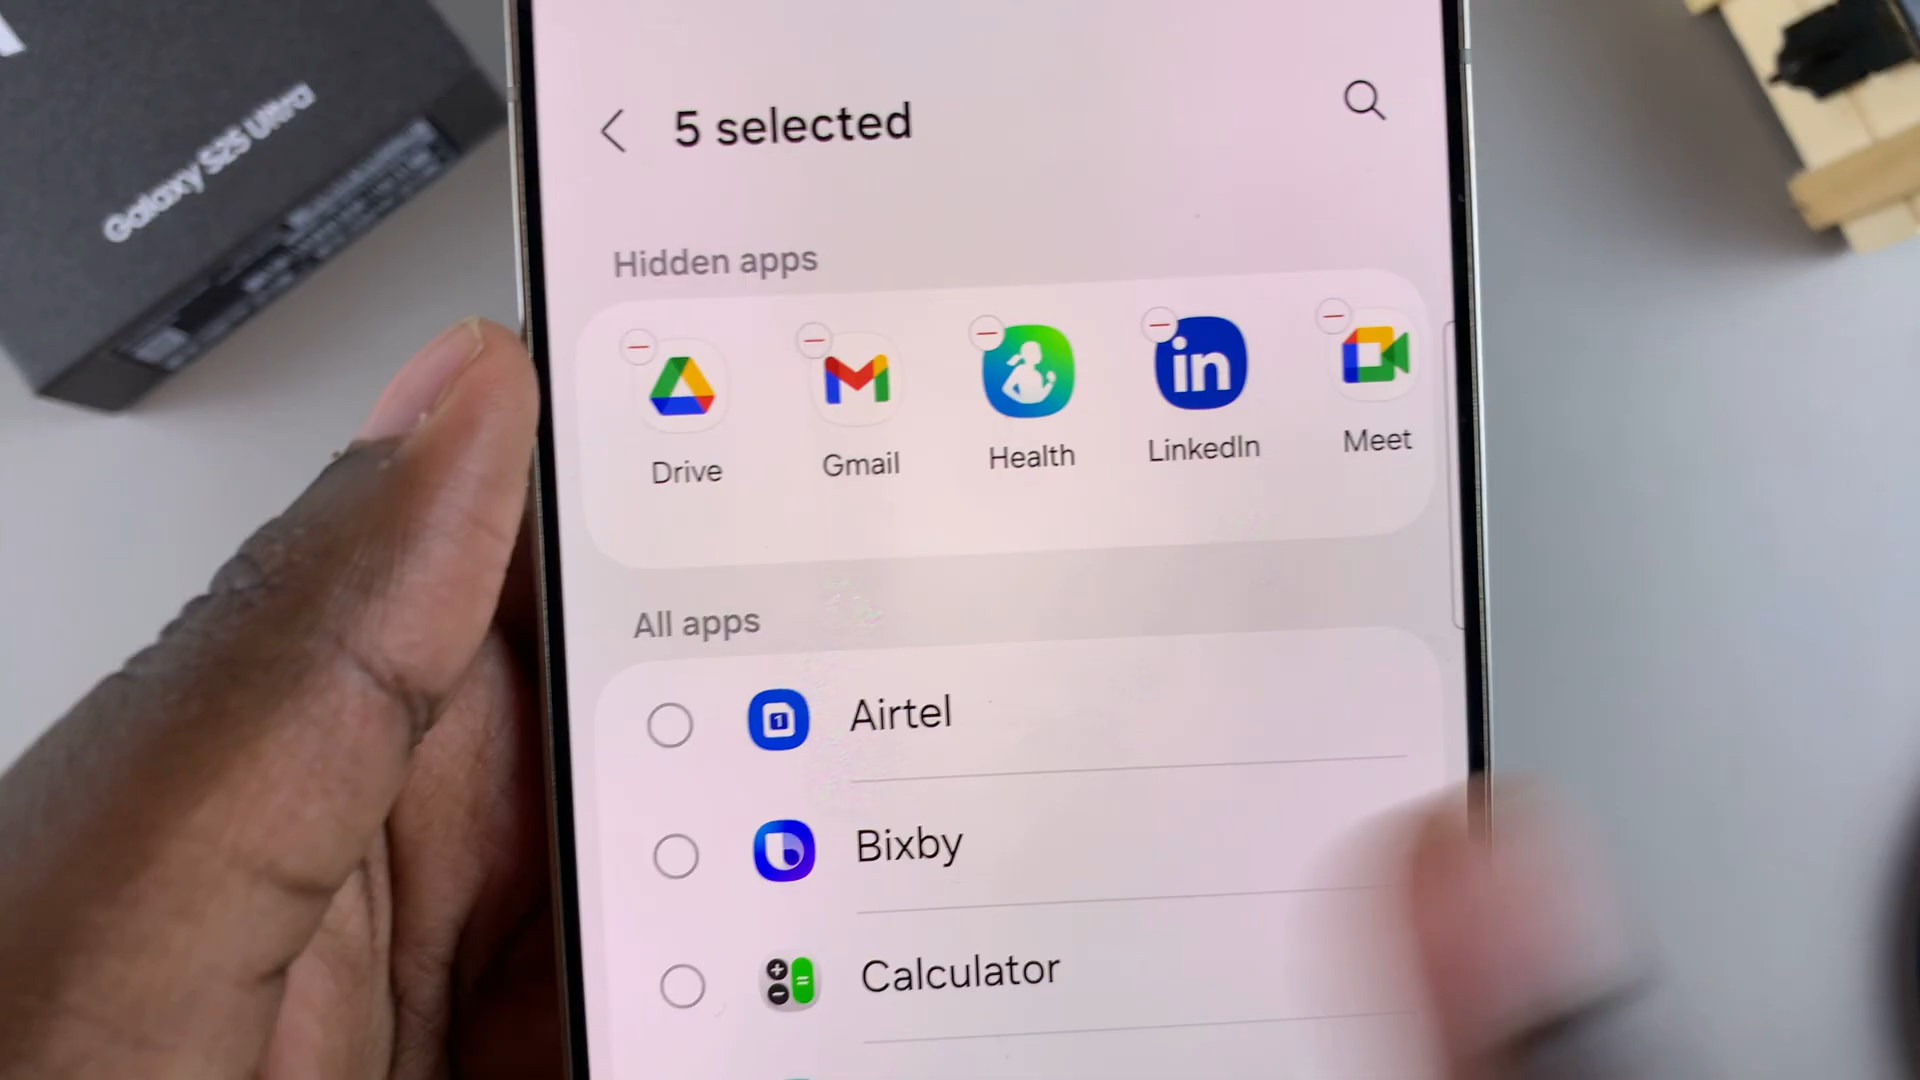 Galaxy S25 Ultra
5 selected
Hidden apps
Drive
Gmail
Health
LinkedIn
Meet
All apps
Airtel
Bixby
Calculator